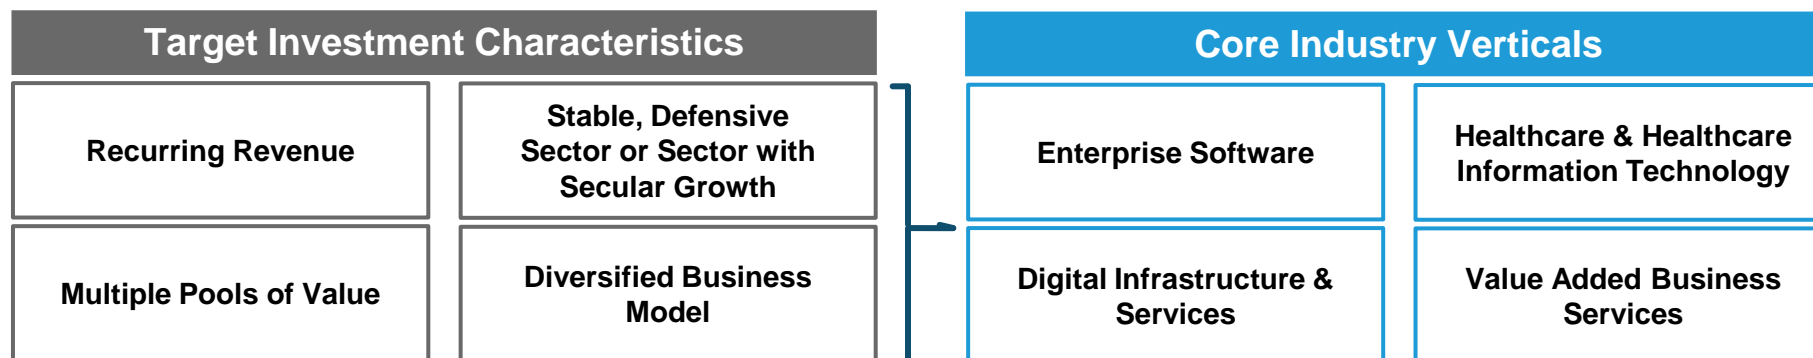 Target Investment Characteristics
Recurring Revenue
Stable, Defensive
Sector or Sector with
Secular Growth
Multiple Pools of Value
Diversified Business
Model
Core Industry Verticals
Enterprise Software
Healthcare & Healthcare
Information Technology
Digital Infrastructure &
Services
Value Added Business
Services